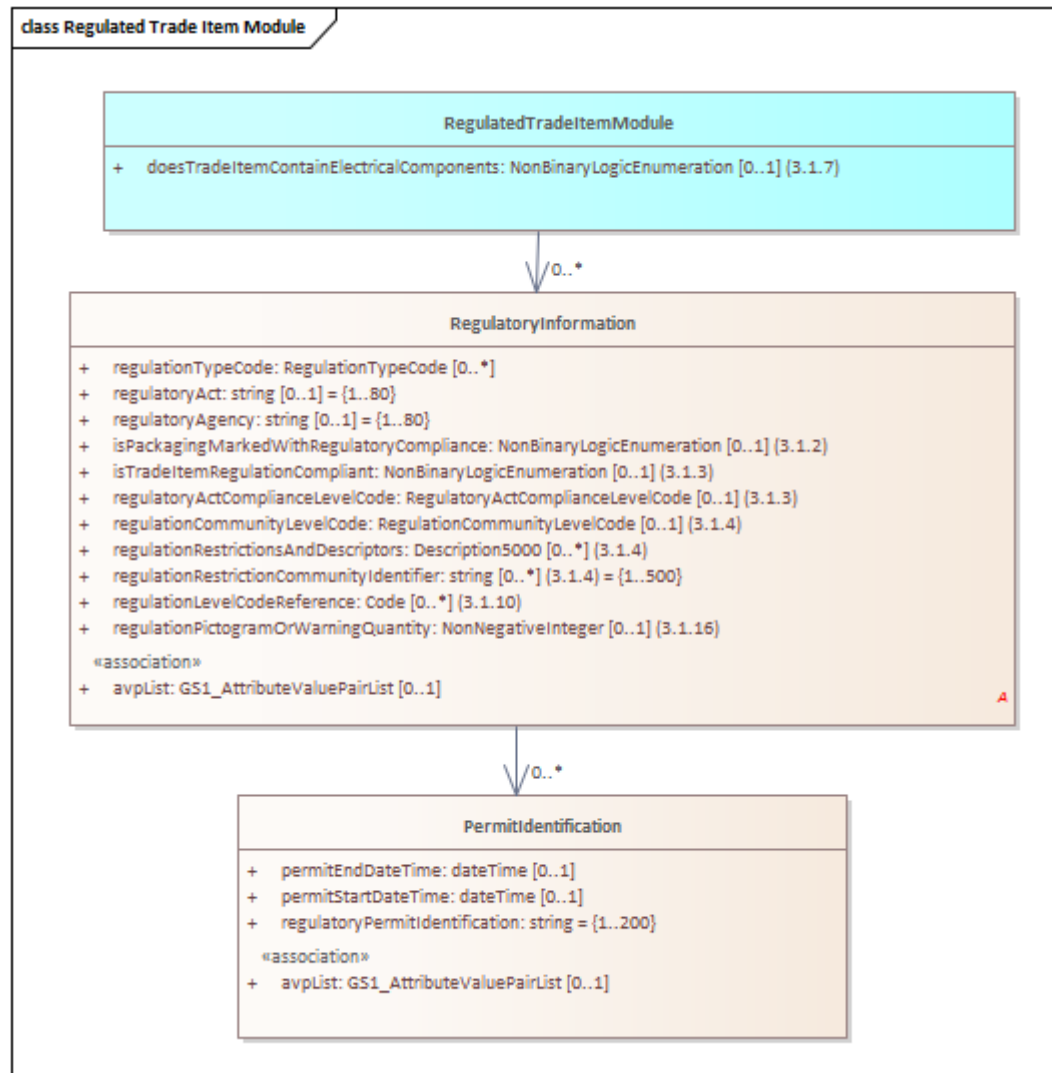 class Regulated Trade Item Module
RegulatedTradeItemModule
+ doesTradeItemContainElectricalComponents: NonBinaryLogicEnumeration [0..1] (3.1.7)
0..*
RegulatoryInformation
+ regulationTypeCode: RegulationTypeCode [0..*]
+ regulatoryAct: string [0..1] = {1..80}
+ regulatoryAgency: string [0..1] = {1..80}
+ isPackagingMarkedWithRegulatoryCompliance: NonBinaryLogicEnumeration [0..1] (3.1.2)
+ isTradeItemRegulationCompliant: NonBinaryLogicEnumeration [0..1] (3.1.3)
+ regulatoryActComplianceLevelCode: RegulatoryActComplianceLevelCode [0..1] (3.1.3)
+ regulationCommunityLevelCode: RegulationCommunityLevelCode [0..1] (3.1.4)
+ regulationRestrictionsAndDescriptors: Description5000 [0..*] (3.1.4)
+ regulationRestrictionCommunityIdentifier: string [0..*] (3.1.4) = {1..500}
+ regulationLevelCodeReference: Code [0..*] (3.1.10)
+ regulationPictogramOrWarningQuantity: NonNegativeInteger [0..1] (3.1.16)
«association»
+ avpList: GS1_AttributeValuePairList [0..1]
A
0..*
PermitIdentification
+ permitEndDateTime: dateTime [0..1]
+ permitStartDateTime: dateTime [0..1]
+ regulatoryPermitIdentification: string = {1..200}
«association»
+ avpList: GS1_AttributeValuePairList [0..1]